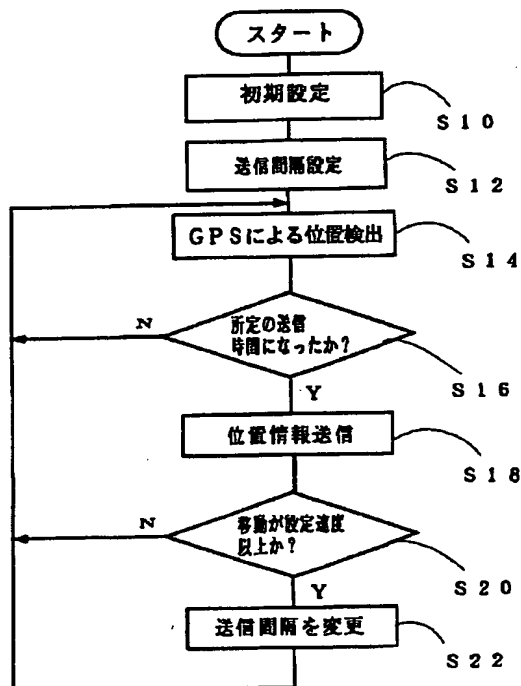 スタート
初期設定
S10
送信間隔設定
S12
GPSによる位置検出
S14
所定の送信
時間になったか?
N
S16
Y
位置情報送信
S18
移動が設定速度
以上か?
N
S20
Y
送信間隔を変更
S22